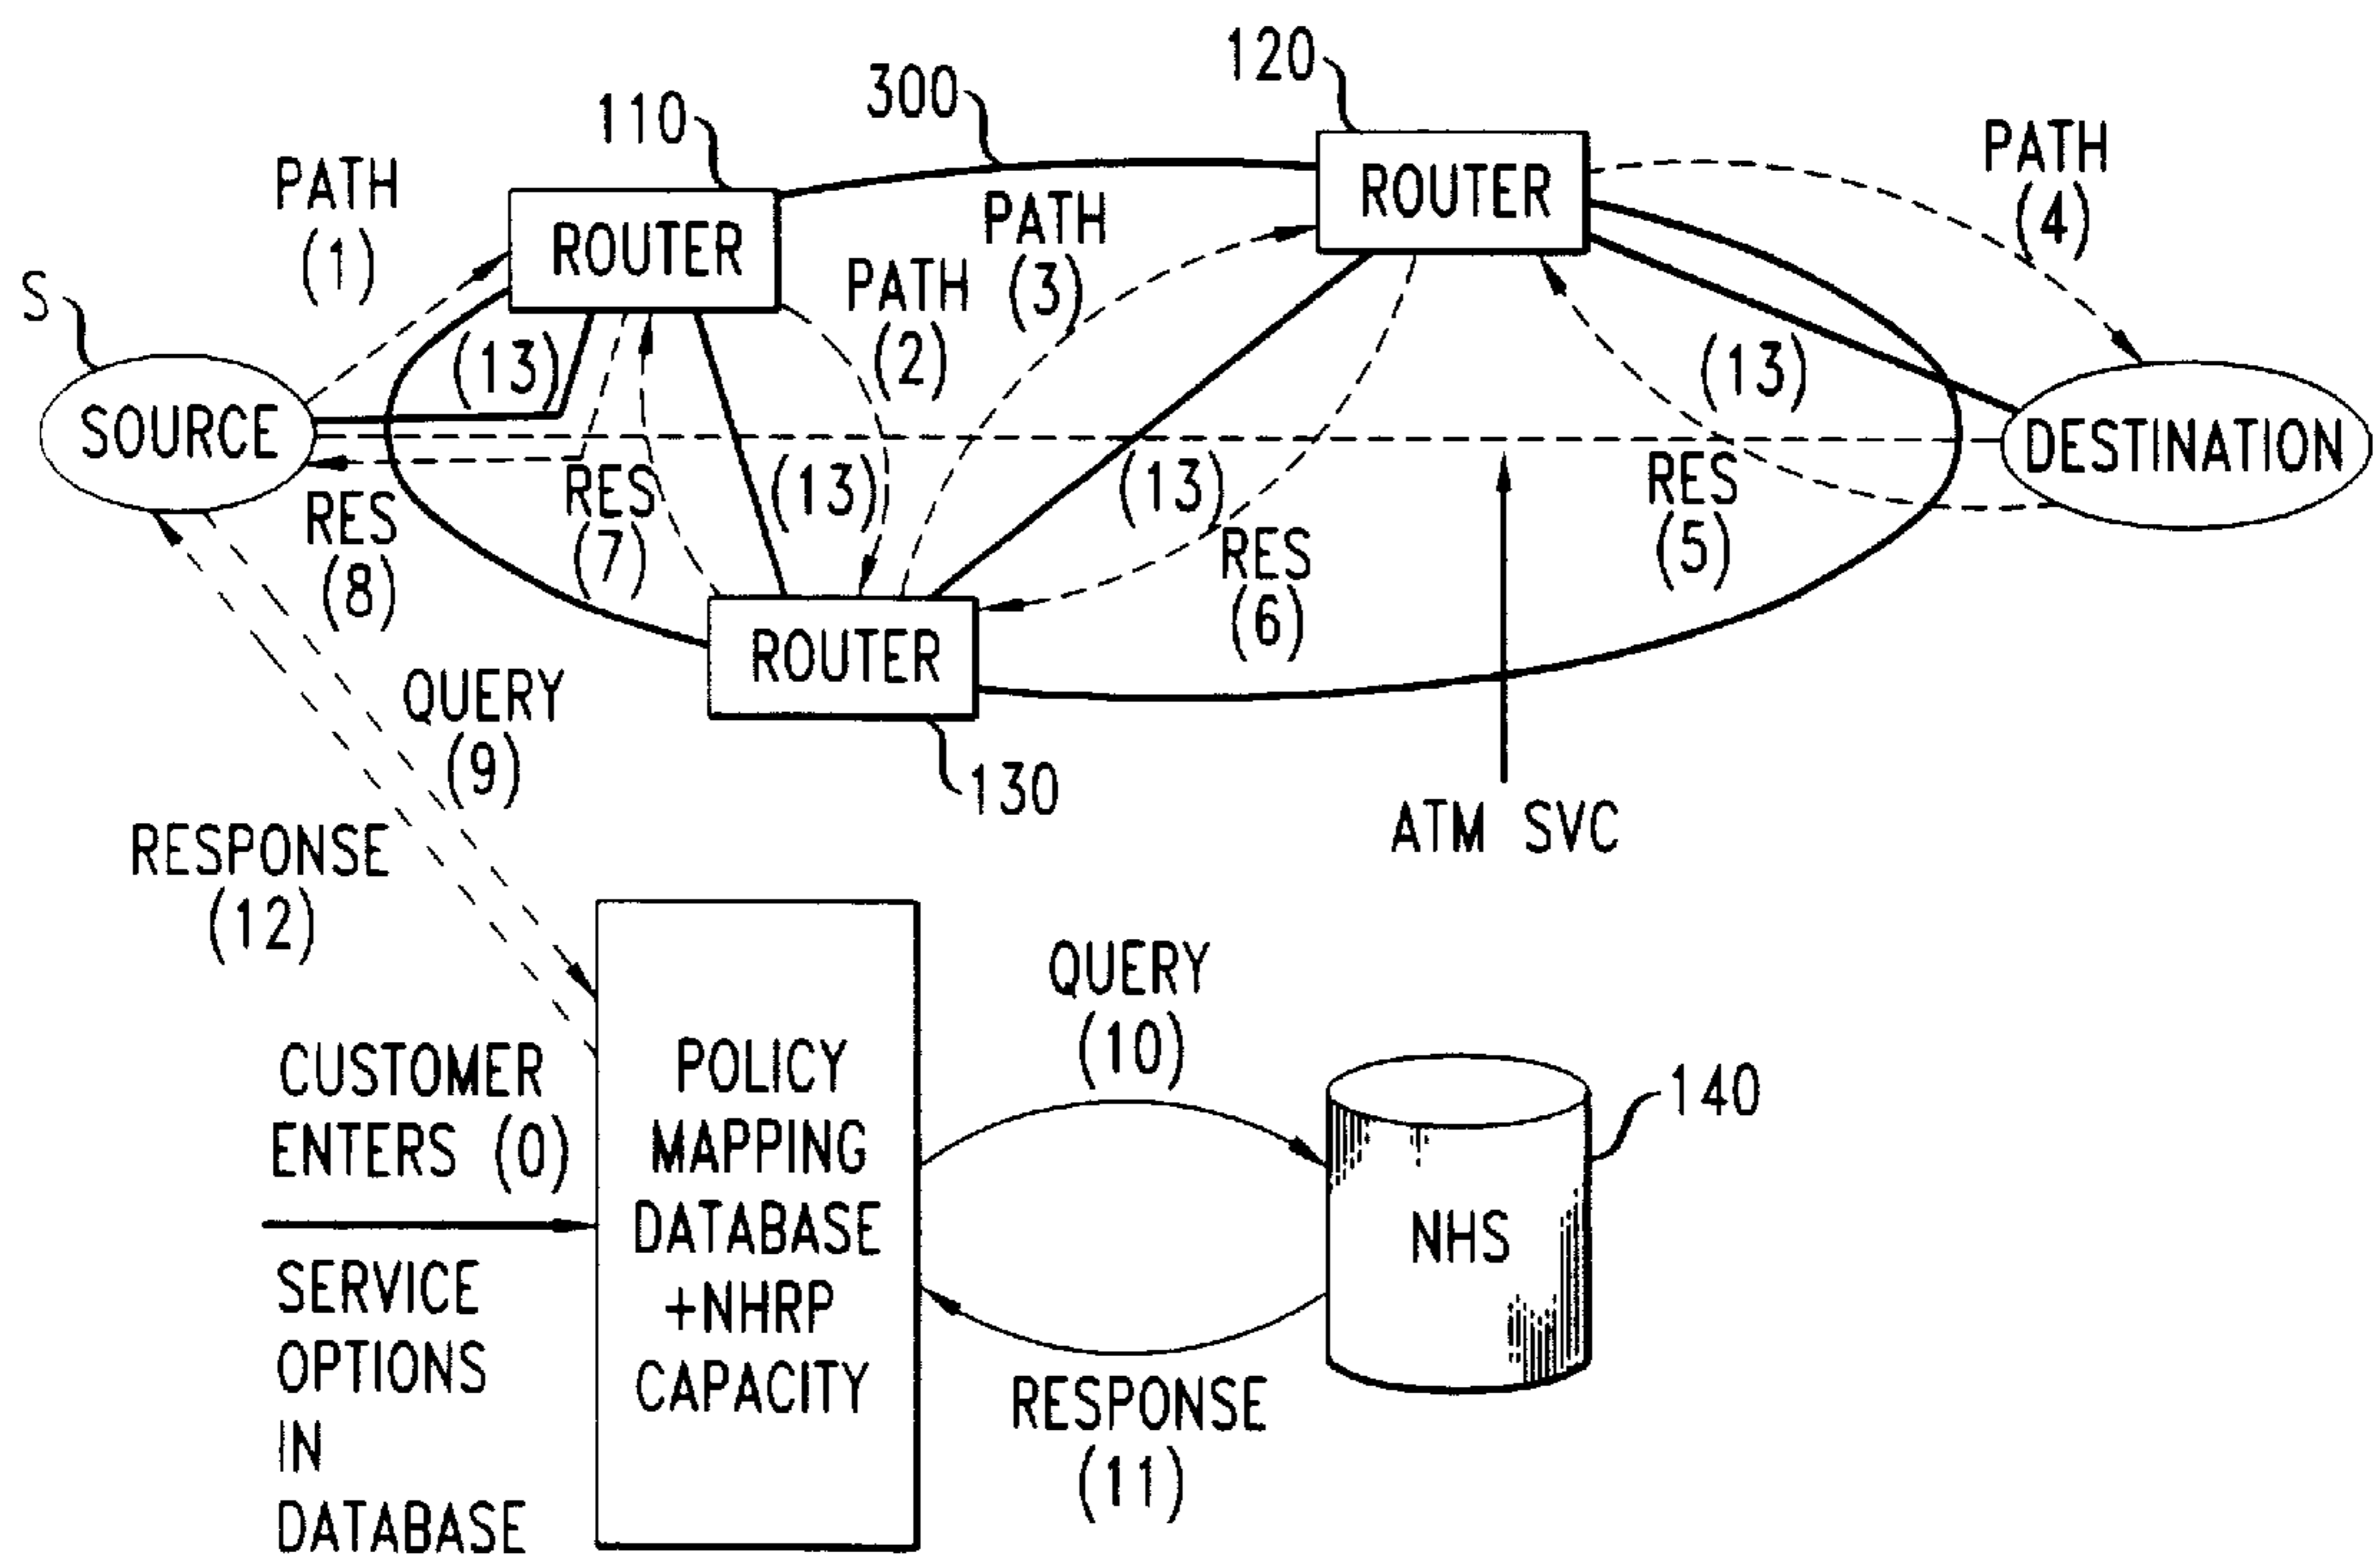 120
300
110
PATH
(1)
ROUTER
PATH
(3)
ROUTER
PATH
(4)
S
PATH
(2)
(13)
(13)
SOURCE
DESTINATION
RES
(8)
RES
(7)
(13)
(13)
RES
(6)
RES
(5)
ROUTER
130
QUERY
(9)
ATM SVC
RESPONSE
(12)
CUSTOMER
ENTERS (0)
SERVICE
OPTIONS
IN
DATABASE
POLICY
MAPPING
DATABASE
+NHRP
CAPACITY
QUERY
(10)
140
NHS
RESPONSE
(11)